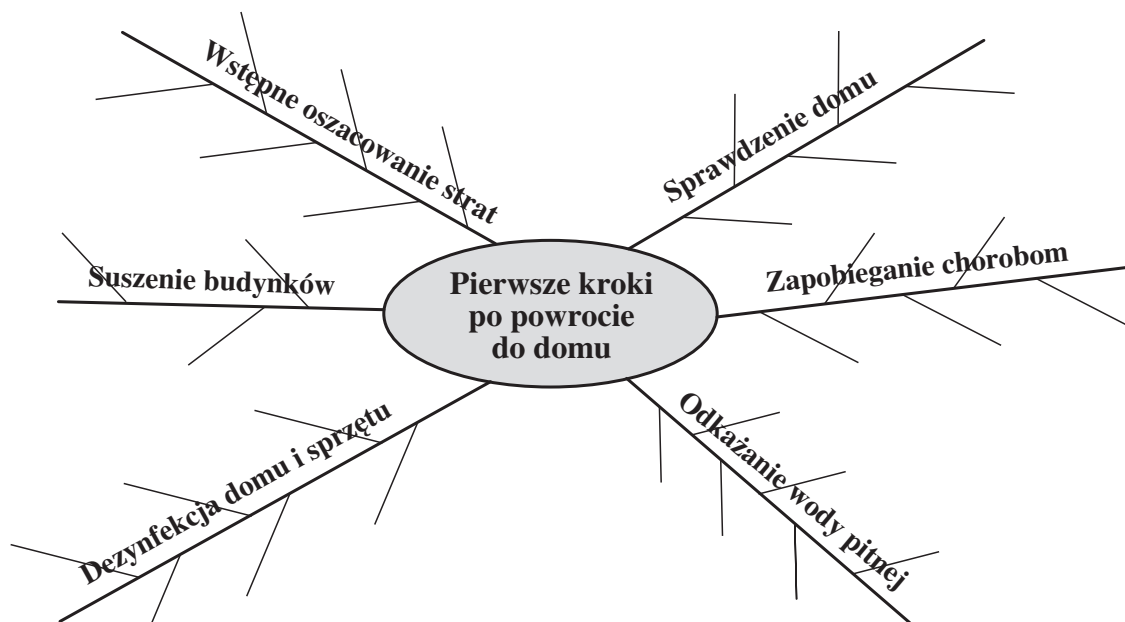 Wstępne oszacowanie strat
Sprawdzenie domu
Suszenie budynków
Pierwsze kroki
po powrocie
do domu
Zapobieganie chorobom
Dezynfekcja domu i sprzętu
Odkażanie wody pitnej